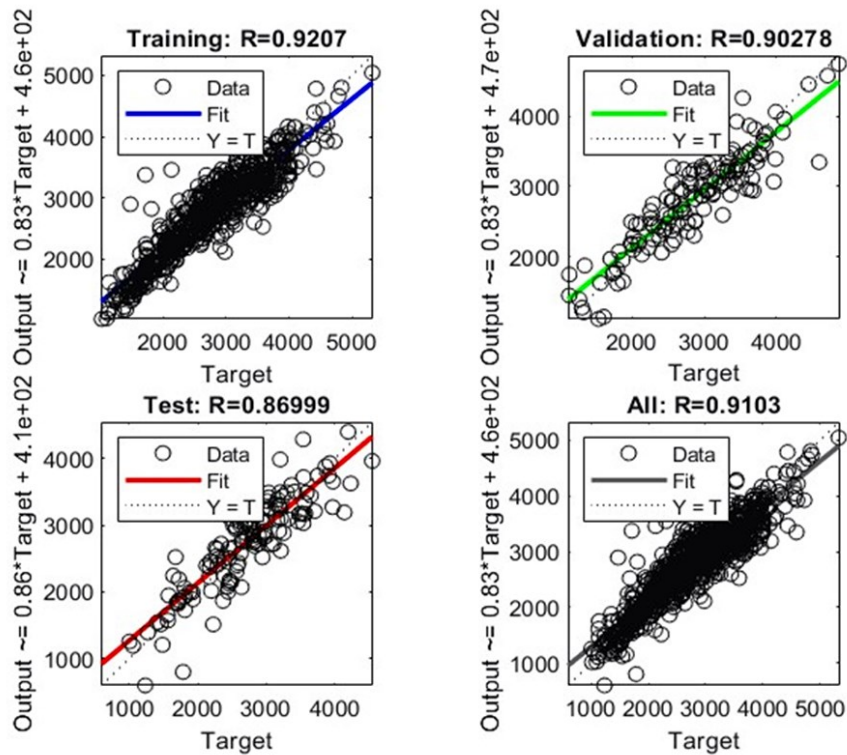 Training: R=0.9207
Output ~= 0.83*Target + 4.6e+02
5000
4000
3000
2000
Data
Fit
Y = T
2000 3000 4000 5000
Target
Validation: R=0.90278
Output ~= 0.83*Target + 4.7e+02
4000
3000
2000
Data
Fit
Y = T
2000 3000 4000
Target
Test: R=0.86999
Output ~= 0.86*Target + 4.1e+02
4000
3000
2000
1000
Data
Fit
Y = T
1000 2000 3000 4000
Target
All: R=0.9103
Output ~= 0.83*Target + 4.6e+02
5000
4000
3000
2000
1000
Data
Fit
Y = T
1000 2000 3000 4000 5000
Target